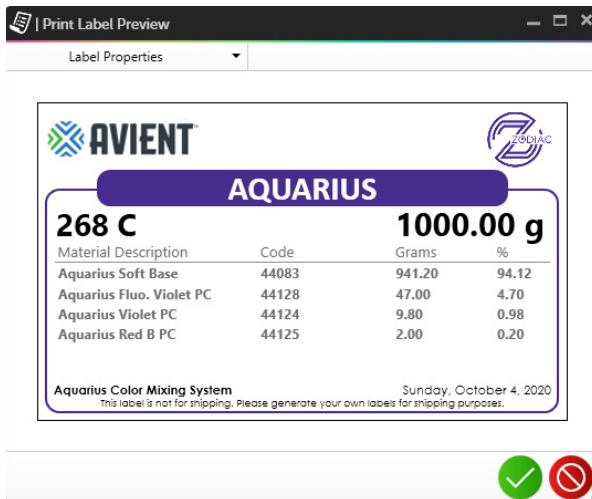 | Print Label Preview
Label Properties
AVIENT
ZODIAC
AQUARIUS
268 C 1000.00 g
Material Description Code Grams %
Aquarius Soft Base 44083 941.20 94.12
Aquarius Fluo. Violet PC 44128 47.00 4.70
Aquarius Violet PC 44124 9.80 0.98
Aquarius Red B PC 44125 2.00 0.20
Aquarius Color Mixing System Sunday, October 4, 2020
This label is not for shipping. Please generate your own labels for shipping purposes.